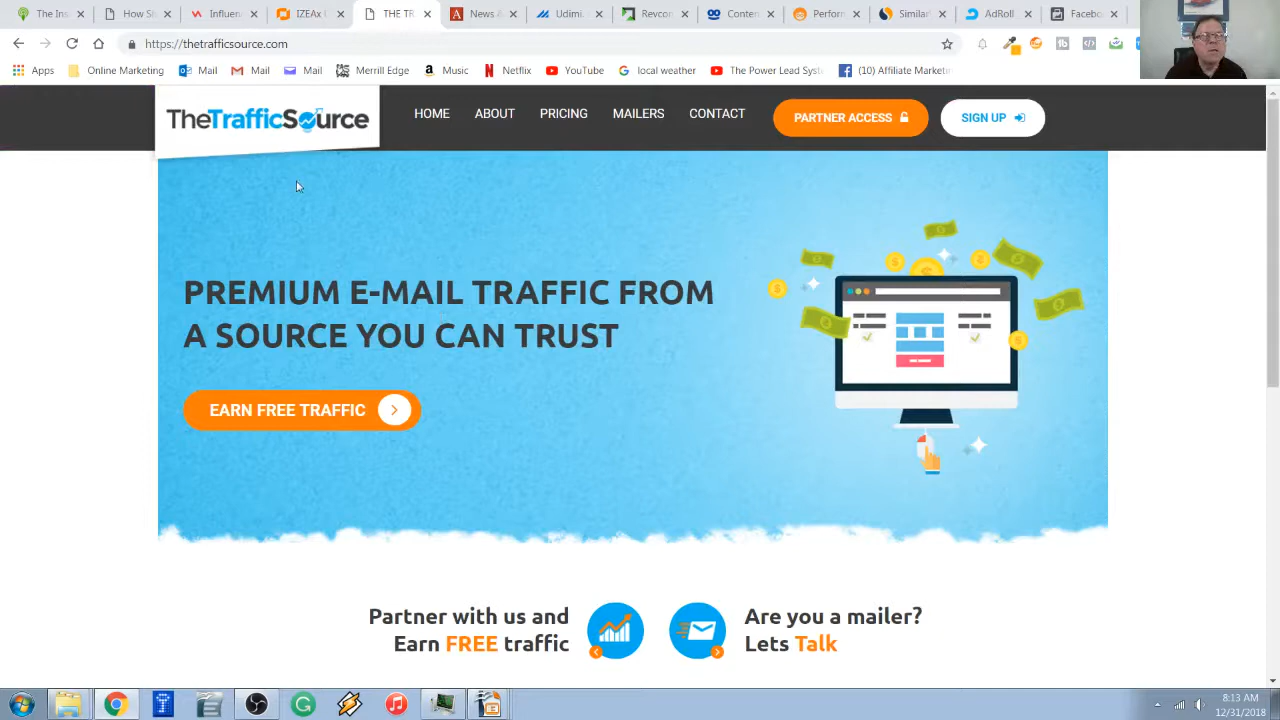 The Ins
How Sh
Influen
IZEAx I
THE TR
News
Udimi
Revcon
Conten
Perform
Similar
AdRoll
Facebo
https://thetrafficsource.com
Apps
Online Marketing
Mail
Mail
Mail
Merrill Edge
Music
Netflix
YouTube
local weather
The Power Lead Sy
(10) Affiliate Marketi
TheTrafficSource
HOME
ABOUT
PRICING
MAILERS
CONTACT
PARTNER ACCESS
SIGN UP
PREMIUM E-MAIL TRAFFIC FROM
A SOURCE YOU CAN TRUST
EARN FREE TRAFFIC
Partner with us and
Earn FREE traffic
Are you a mailer?
Lets Talk
8:13 AM
12/31/2018